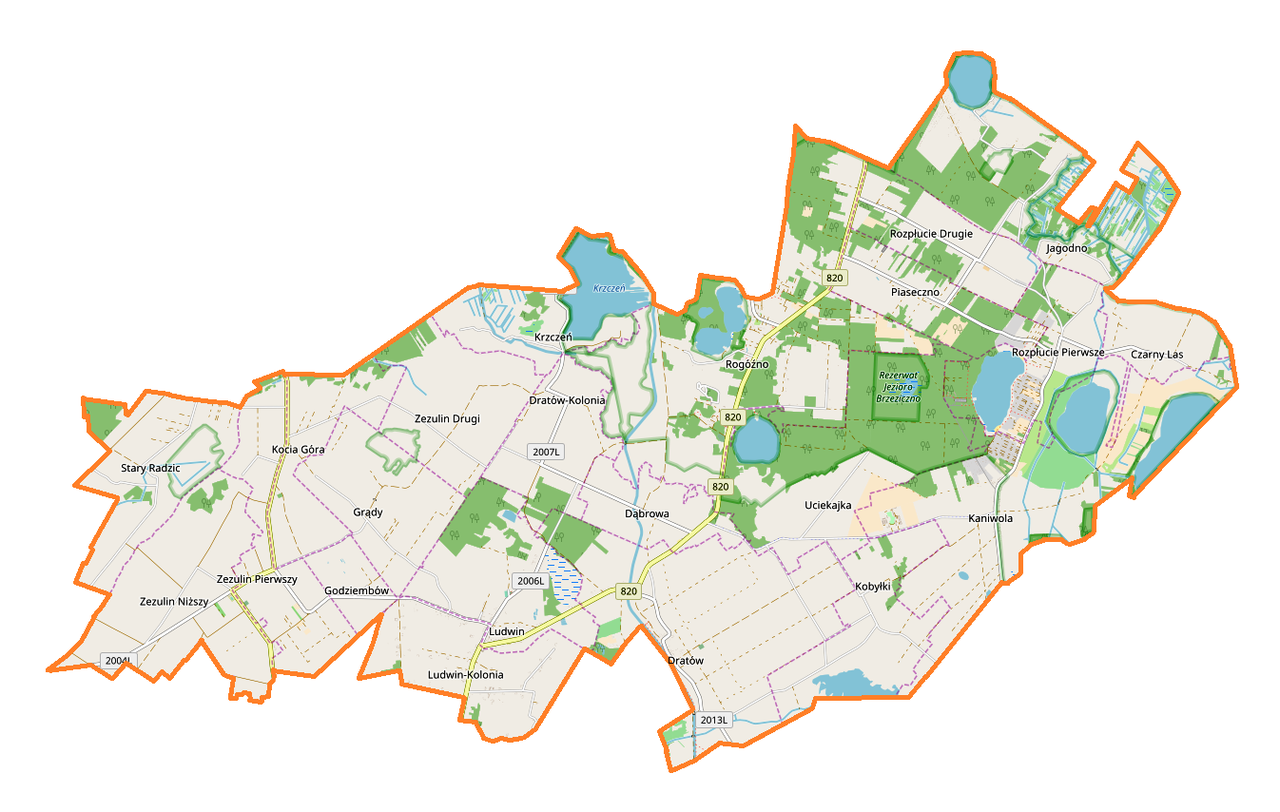 Rozpłucie Drugie
Jagodno
820
Krzczeń
Piaseczno
Krzczeń
Rozpłucie Pierwsze
Czarny Las
Rogóźno
Rezerwat
Jezioro
Brzeziczno
Dratów-Kolonia
Zezulin Drugi
820
Kocia Góra
2007L
Stary Radzic
820
Uciekajka
Grądy
Dąbrowa
Kaniwola
Zezulin Pierwszy
2006L
Godziembów
820
Kobyłki
Zezulin Niższy
Ludwin
2004L
Dratów
Ludwin-Kolonia
2013L